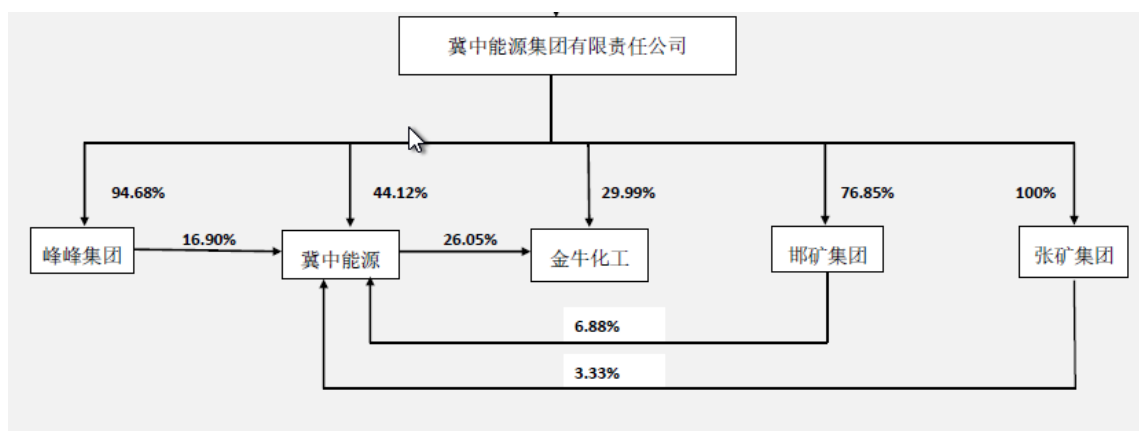 冀中能源集团有限责任公司
94.68%
44.12%
29.99%
76.85%
100%
峰峰集团
16.90%
冀中能源
26.05%
金牛化工
邯矿集团
张矿集团
6.88%
3.33%